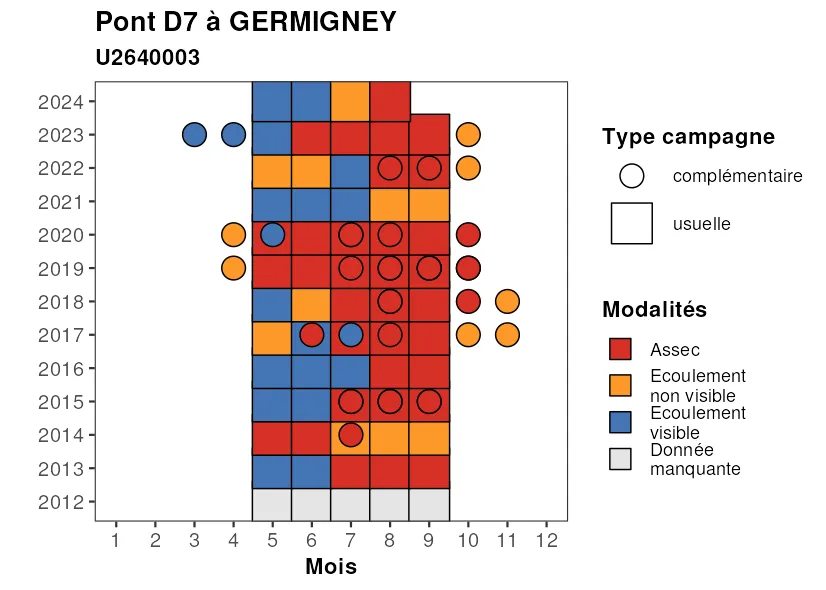 Pont D7 à GERMIGNEY
U2640003
2024
2023
2022
2021
2020
2019
2018
2017
2016
2015
2014
2013
2012
1 2 3 4 5 6 7 8 9 10 11 12
Mois
Type campagne
complémentaire
usuelle
Modalités
Assec
Ecoulement
non visible
Ecoulement
visible
Donnée
manquante